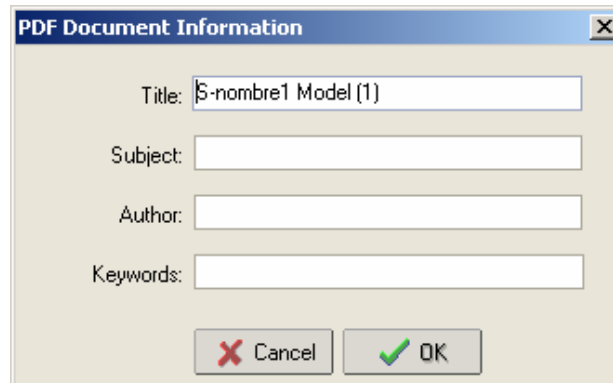 PDF Document Information
Title: S-nombre1 Model (1)
Subject:
Author:
Keywords:
Cancel OK